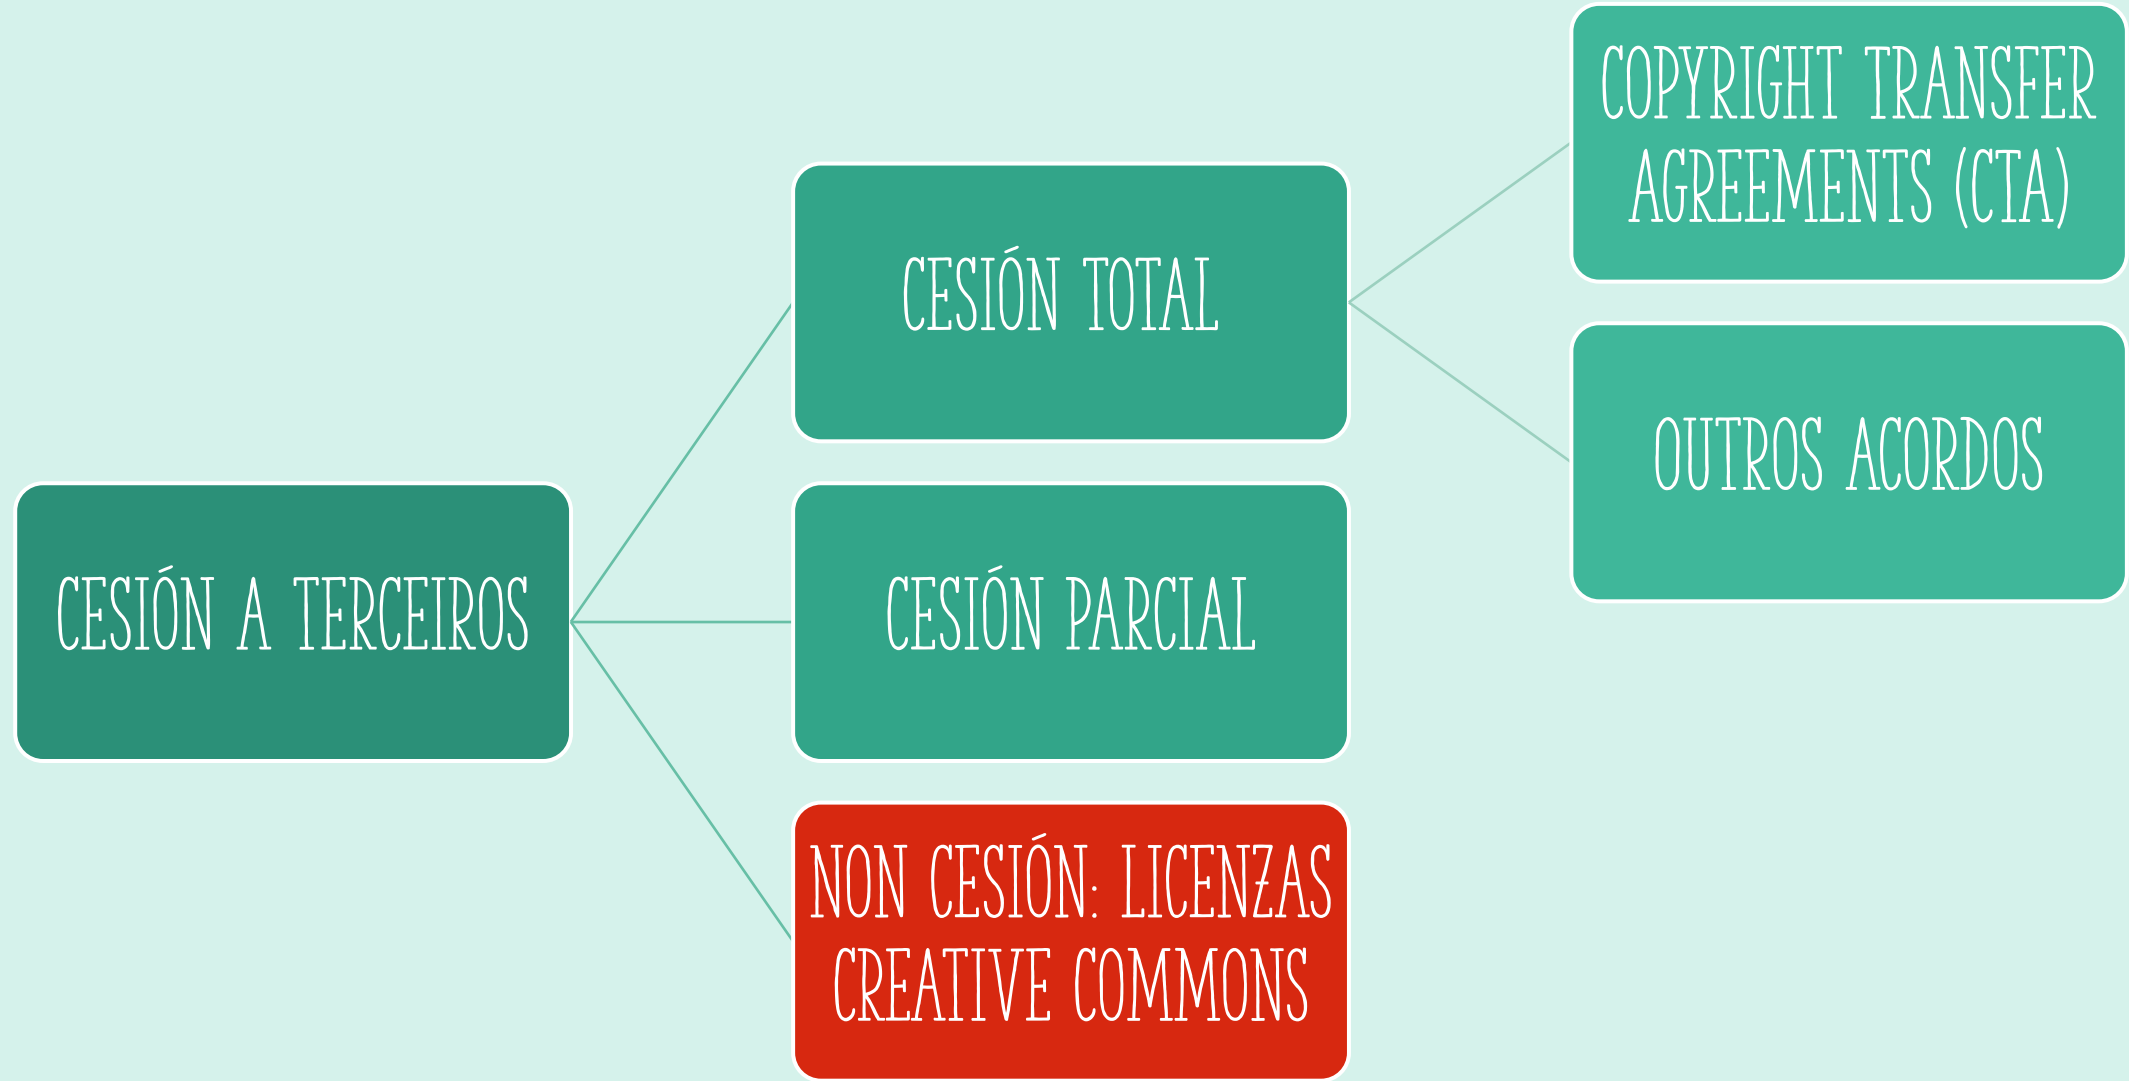 CESIÓN A TERCEIROS
CESIÓN TOTAL
COPYRIGHT TRANSFER
AGREEMENTS (CTA)
OUTROS ACORDOS
CESIÓN PARCIAL
NON CESIÓN: LICENZAS
CREATIVE COMMONS